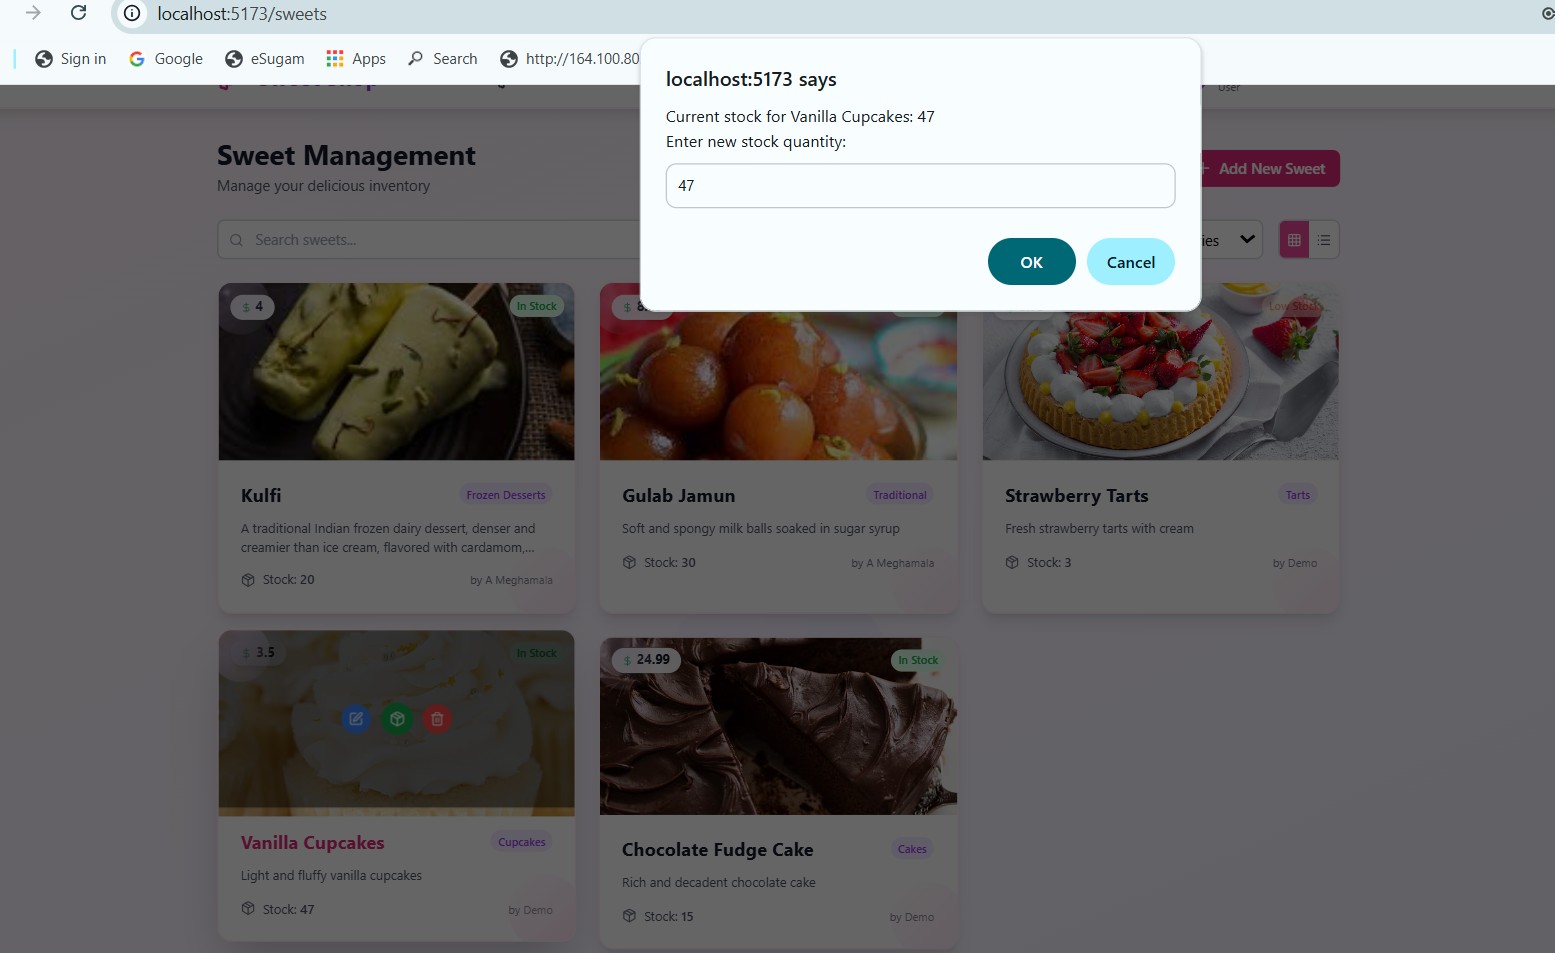 localhost:5173/sweets
Sign in
Google
eSugam
Apps
Search
http://164.100.80
localhost:5173 says
Current stock for Vanilla Cupcakes: 47
Enter new stock quantity:
47
OK
Cancel
User
Sweet Management
Manage your delicious inventory
+ Add New Sweet
Search sweets...
ies
$ 4
In Stock
$ 8.
Low Stock
Kulfi
Frozen Desserts
A traditional Indian frozen dairy dessert, denser and
creamier than ice cream, flavored with cardamom,...
Stock: 20
by A Meghamala
Gulab Jamun
Traditional
Soft and spongy milk balls soaked in sugar syrup
Stock: 30
by A Meghamala
Strawberry Tarts
Tarts
Fresh strawberry tarts with cream
Stock: 3
by Demo
$ 3.5
In Stock
Vanilla Cupcakes
Cupcakes
Light and fluffy vanilla cupcakes
Stock: 47
by Demo
$ 24.99
In Stock
Chocolate Fudge Cake
Cakes
Rich and decadent chocolate cake
Stock: 15
by Demo